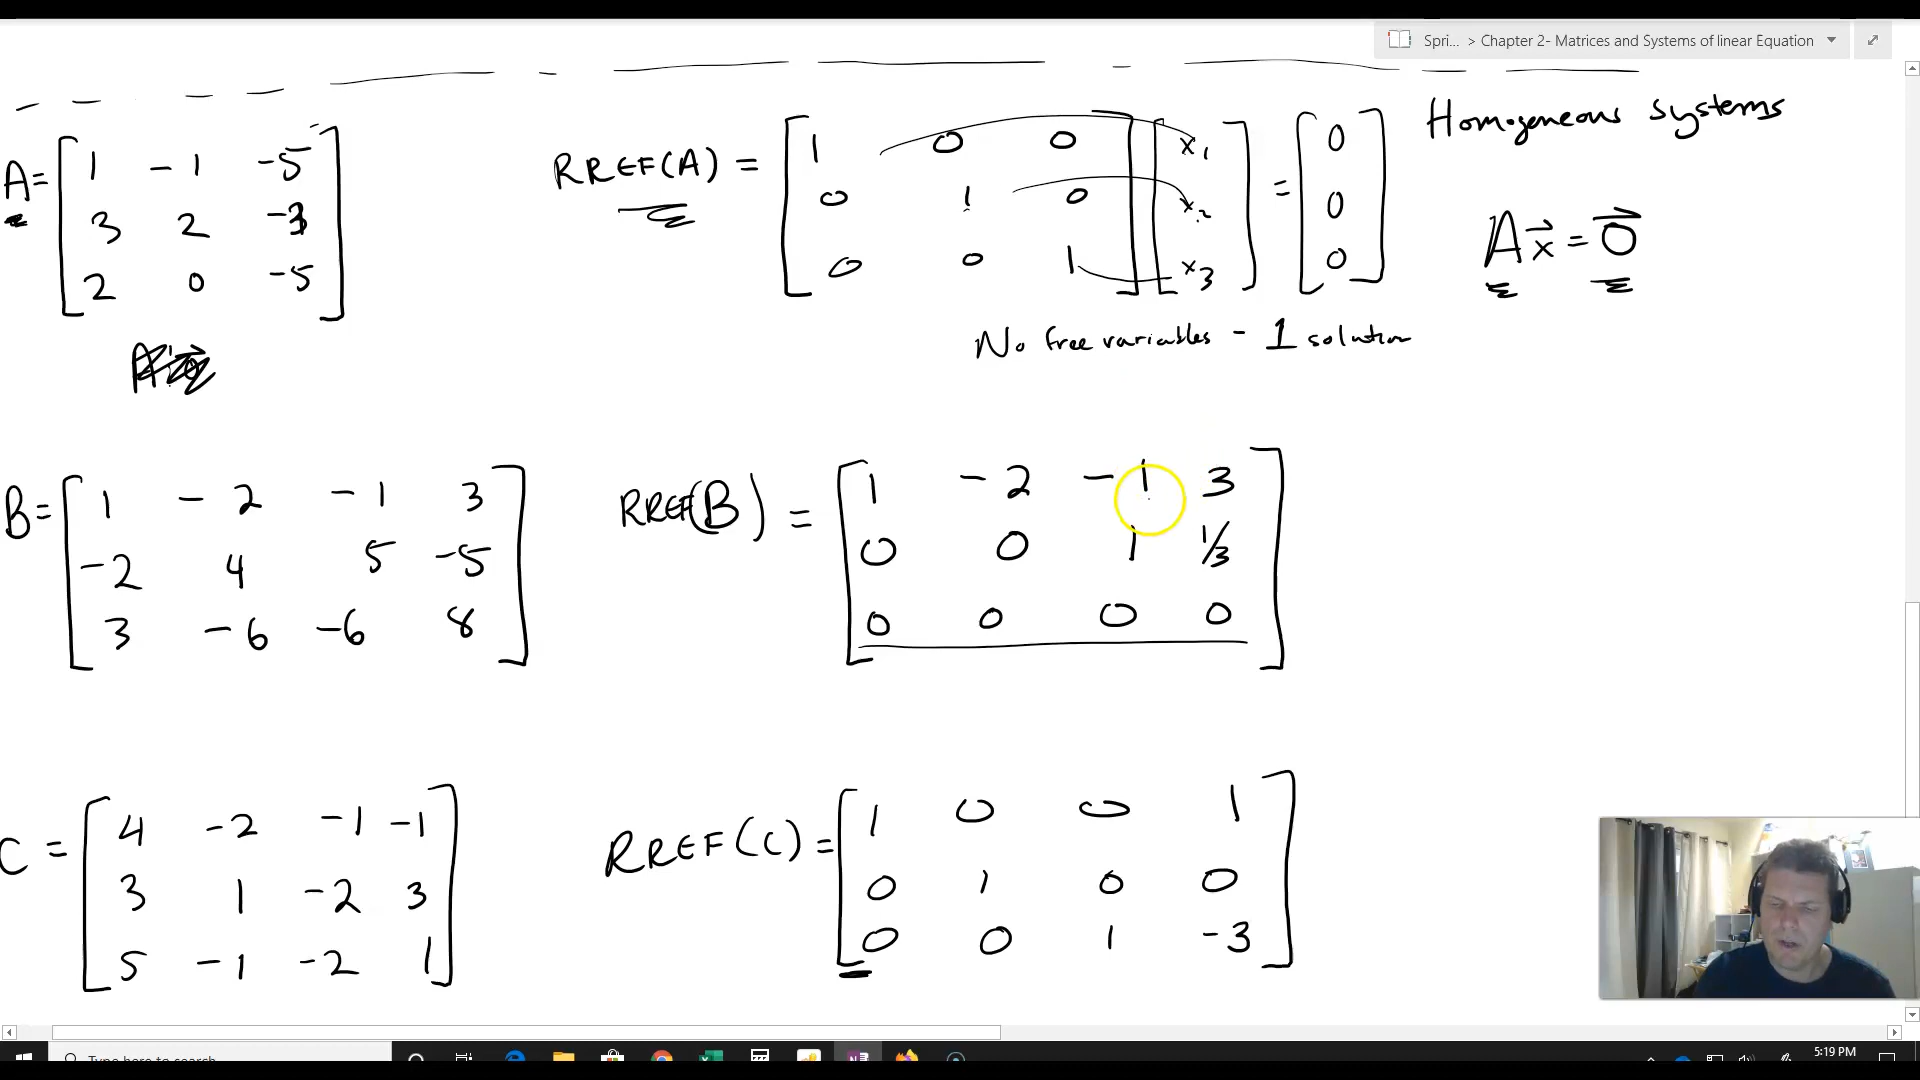 Spri... > Chapter 2- Matrices and Systems of linear Equation
Homogeneous systems
A= [ 1 -1 -5
3 2 -3
2 0 -5 ]
RREF(A) = [ 1 0 0
0 1 0
0 0 1 ] [ x1
x2
x3 ] = [ 0
0
0 ]
Ax = 0
No free variables - 1 solution
B= [ 1 -2 -1 3
-2 4 5 -5
3 -6 -6 8 ]
RREF(B) = [ 1 -2 -1 3
0 0 1 1/3
0 0 0 0 ]
C = [ 4 -2 -1 -1
3 1 -2 3
5 -1 -2 1 ]
RREF(C) = [ 1 0 0 1
0 1 0 0
0 0 1 -3 ]
Type here to search
5:19 PM